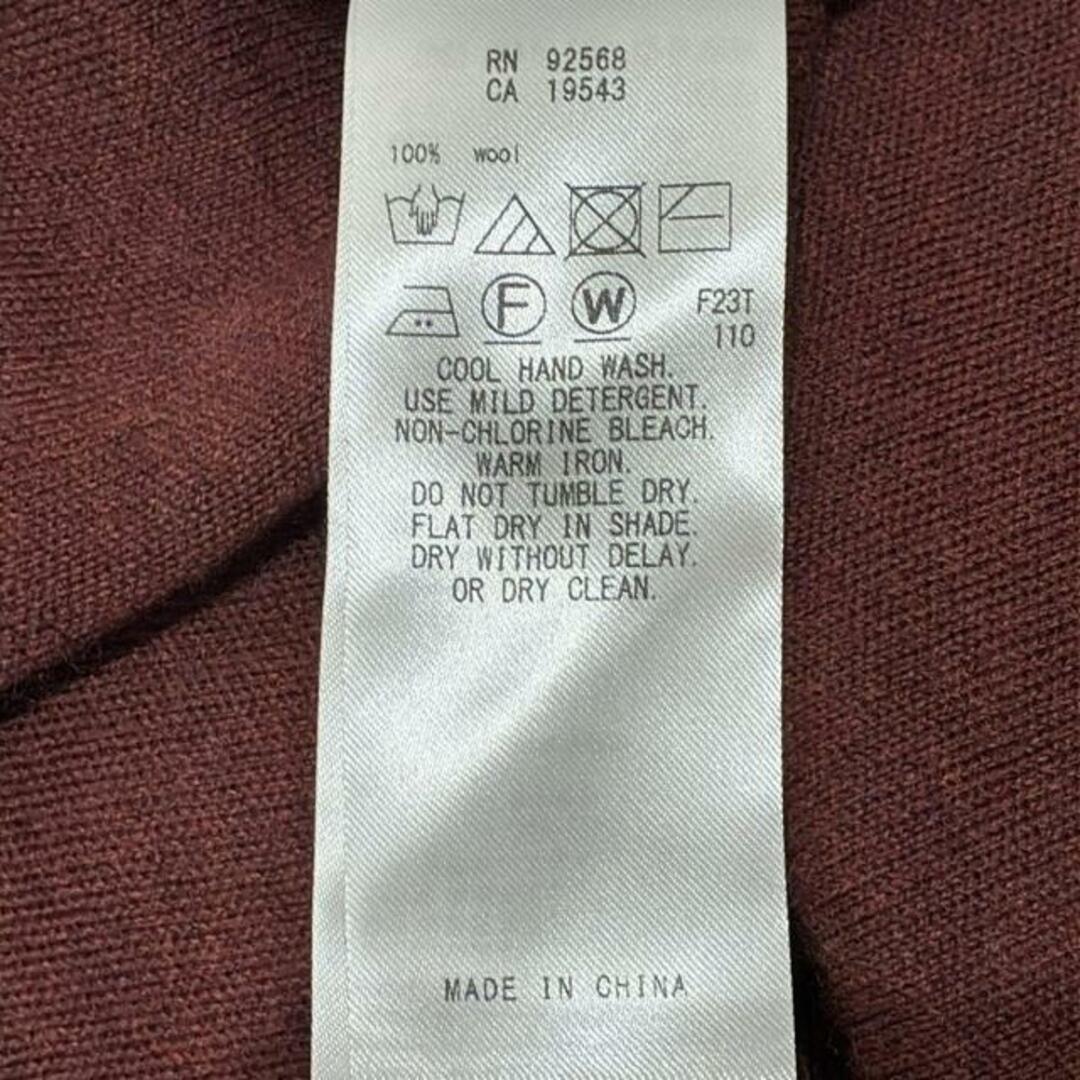 RN 92568
CA 19543
100% wool
F W F23T
110
COOL HAND WASH.
USE MILD DETERGENT.
NON-CHLORINE BLEACH.
WARM IRON.
DO NOT TUMBLE DRY.
FLAT DRY IN SHADE.
DRY WITHOUT DELAY.
OR DRY CLEAN.
MADE IN CHINA